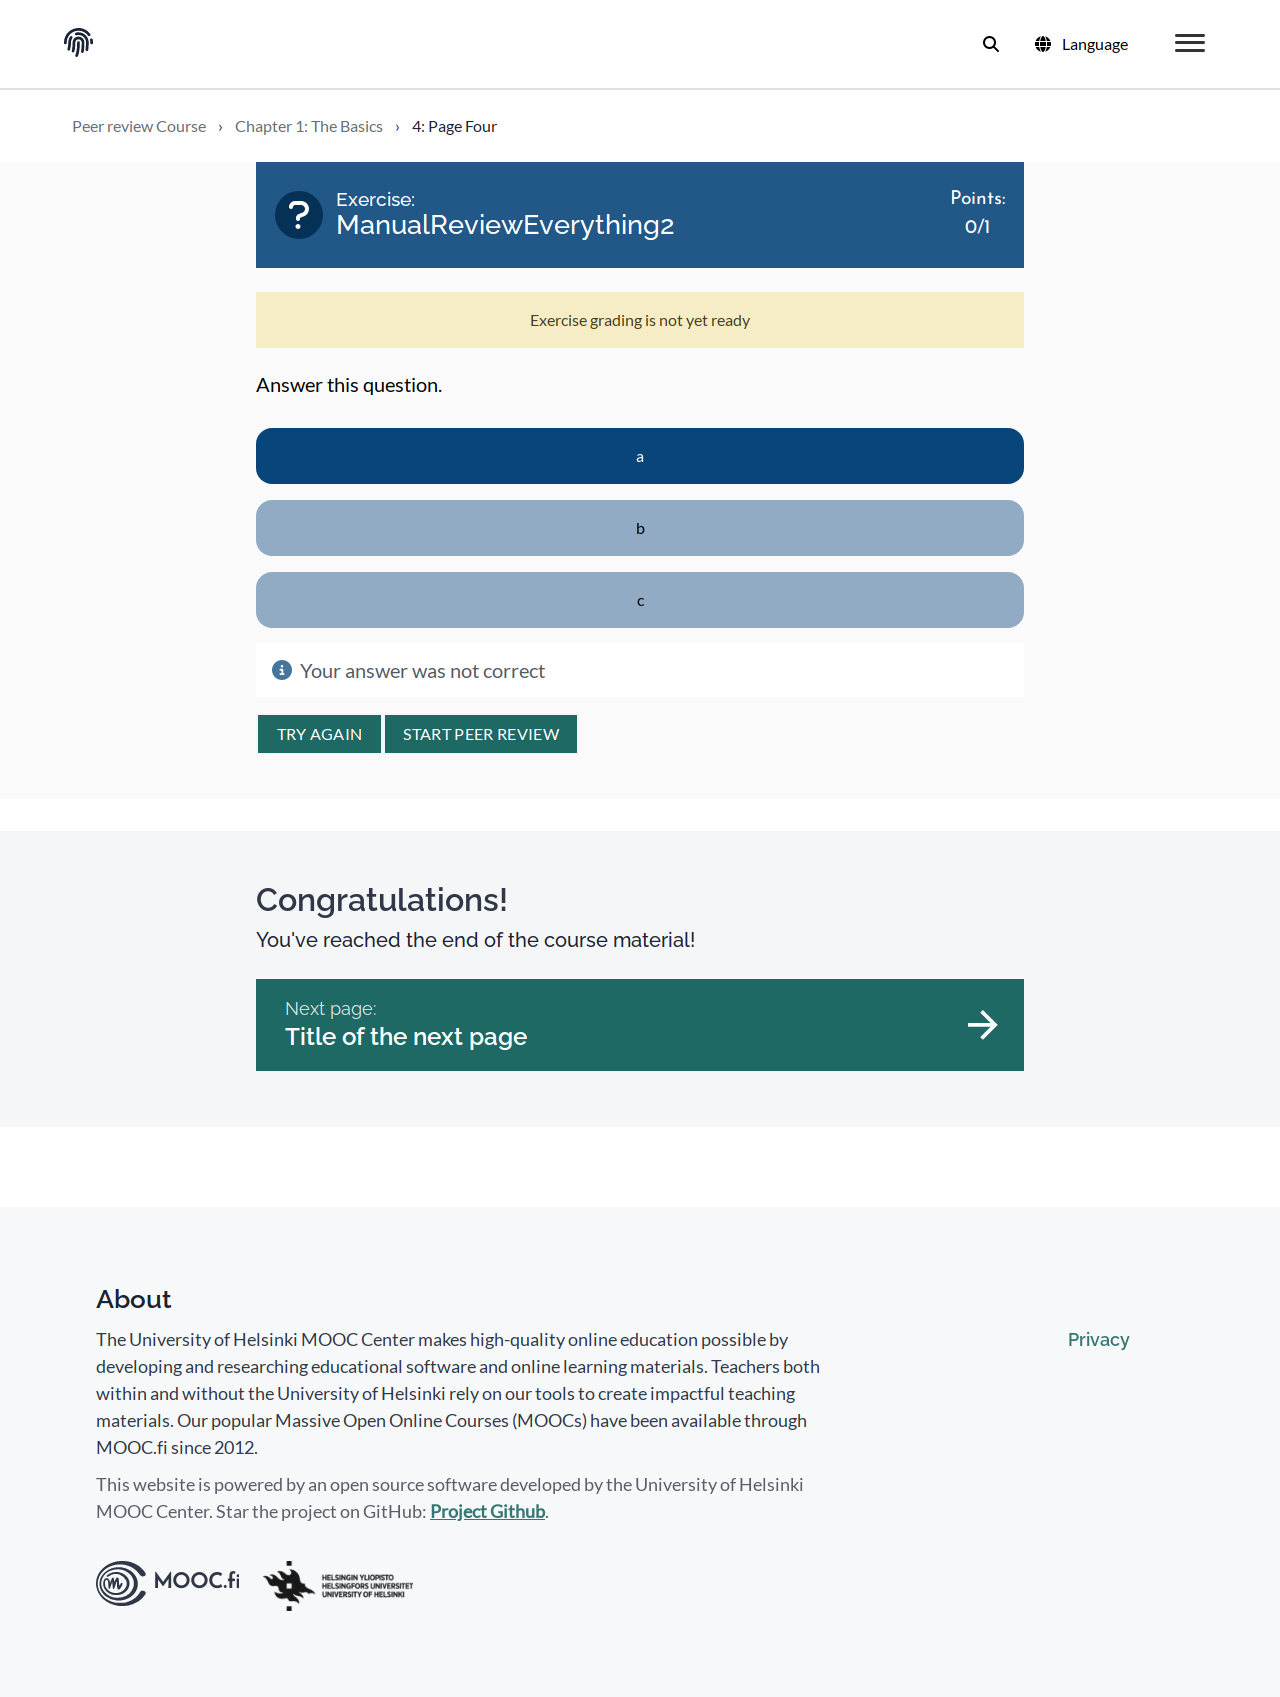 Language
Peer review Course › Chapter 1: The Basics › 4: Page Four
Exercise:
ManualReviewEverything2
Points:
0/1
Exercise grading is not yet ready
Answer this question.
a
b
c
Your answer was not correct
TRY AGAIN
START PEER REVIEW
Congratulations!
You've reached the end of the course material!
Next page:
Title of the next page
About
The University of Helsinki MOOC Center makes high-quality online education possible by
developing and researching educational software and online learning materials. Teachers both
within and without the University of Helsinki rely on our tools to create impactful teaching
materials. Our popular Massive Open Online Courses (MOOCs) have been available through
MOOC.fi since 2012.
This website is powered by an open source software developed by the University of Helsinki
MOOC Center. Star the project on GitHub: Project Github.
Privacy
MOOC.fi
HELSINGIN YLIOPISTO
HELSINGFORS UNIVERSITET
UNIVERSITY OF HELSINKI